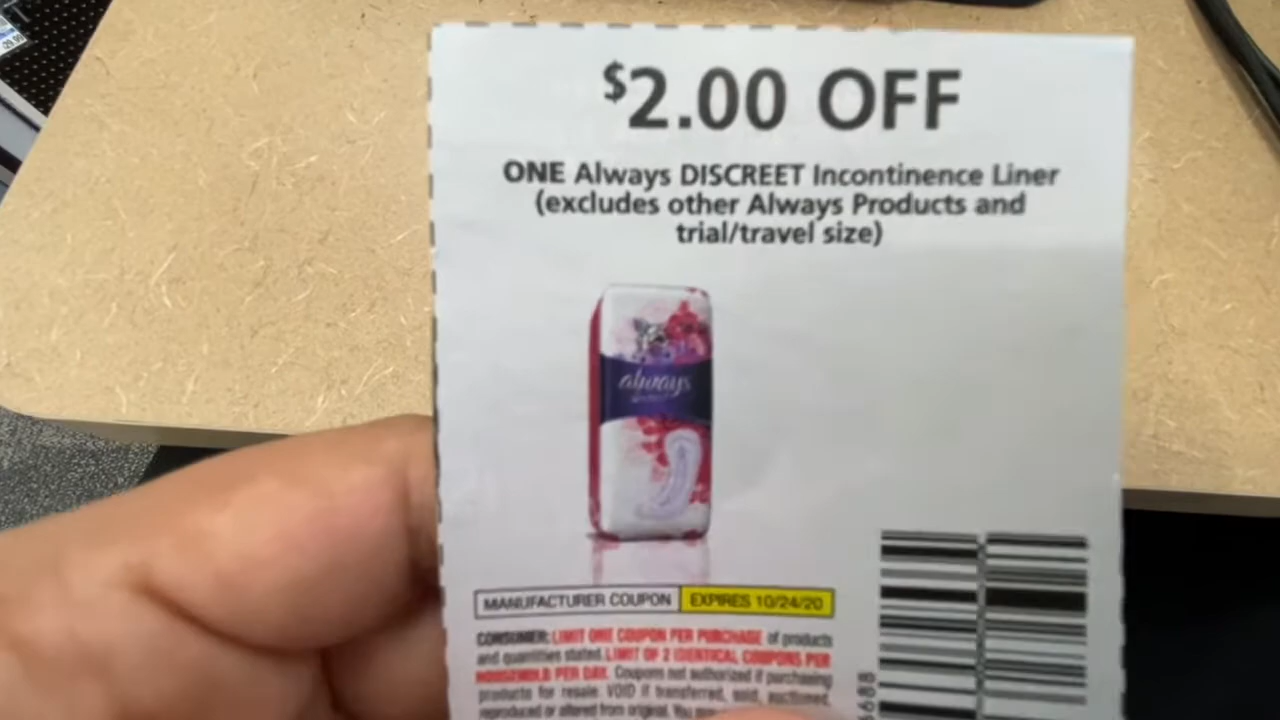 $2.00 OFF
ONE Always DISCREET Incontinence Liner
(excludes other Always Products and
trial/travel size)
always
MANUFACTURER COUPON EXPIRES 10/24/20
CONSUMER: LIMIT ONE COUPON PER PURCHASE of products
and quantities stated. LIMIT OF 2 IDENTICAL COUPONS PER
HOUSEHOLD PER DAY. Coupons not authorized if purchasing
products for resale. VOID if transferred, sold, auctioned,
reproduced or altered from original. You may